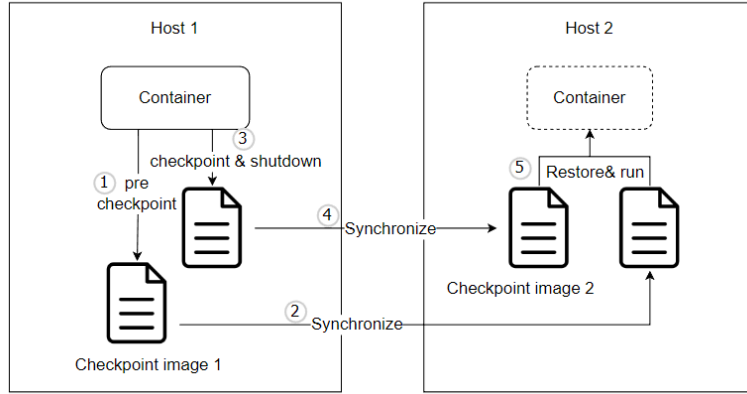 Host 1
Host 2
Container
Container
3
checkpoint & shutdown
1 pre
checkpoint
5
Restore& run
4 Synchronize
Checkpoint image 2
2 Synchronize
Checkpoint image 1